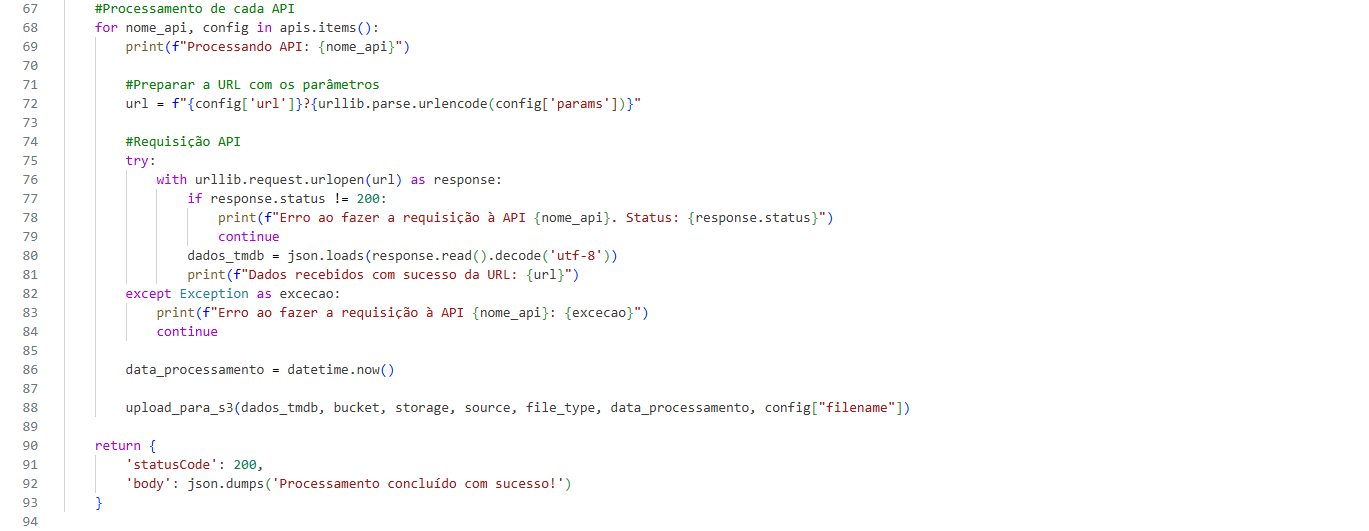 67 #Processamento de cada API
68 for nome_api, config in apis.items():
69 print(f"Processando API: {nome_api}")
70
71 #Preparar a URL com os parâmetros
72 url = f"{config['url']}?{urllib.parse.urlencode(config['params'])}"
73
74 #Requisição API
75 try:
76 with urllib.request.urlopen(url) as response:
77 if response.status != 200:
78 print(f"Erro ao fazer a requisição à API {nome_api}. Status: {response.status}")
79 continue
80 dados_tmdb = json.loads(response.read().decode('utf-8'))
81 print(f"Dados recebidos com sucesso da URL: {url}")
82 except Exception as excecao:
83 print(f"Erro ao fazer a requisição à API {nome_api}: {excecao}")
84 continue
85
86 data_processamento = datetime.now()
87
88 upload_para_s3(dados_tmdb, bucket, storage, source, file_type, data_processamento, config["filename"])
89
90 return {
91 'statusCode': 200,
92 'body': json.dumps('Processamento concluído com sucesso!')
93 }
94